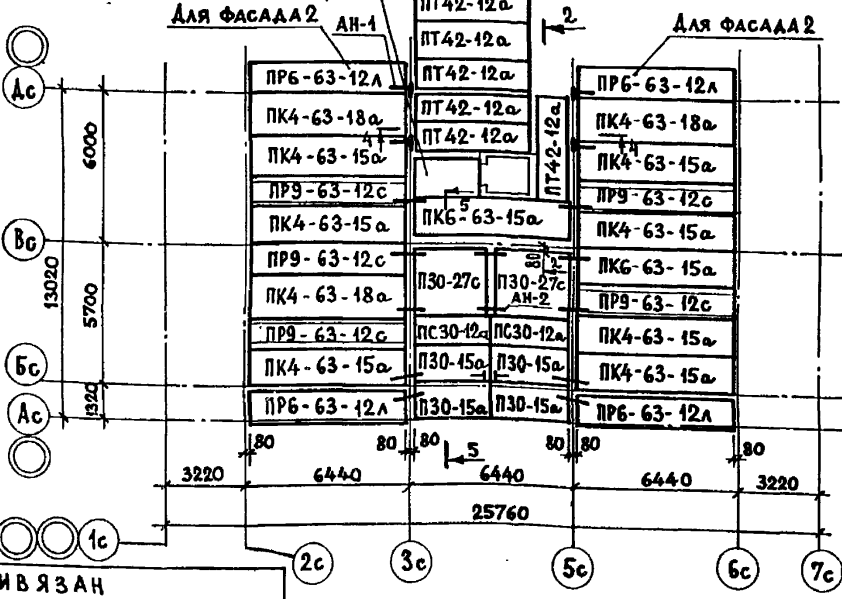 ПТ42-12а
Для фасада 2
АН-1
ПТ42-12а
2
Для фасада 2
ПТ42-12а
Дс
ПР6-63-12л
ПТ42-12а
ПР6-63-12л
ПК4-63-18а
ПТ42-12а
ПТ42-12а
ПК4-63-18а
4
4
6000
ПК4-63-15а
ПК4-63-15а
ПР9-63-12с
5
ПР9-63-12с
ПК4-63-15а
ПК6-63-15а
ПК4-63-15а
Вс
ПР9-63-12с
80
2
ПК6-63-15а
13020
5700
ПК4-63-18а
П30-27с
П30-27с
АН-2
ПР9-63-12с
ПР9-63-12с
ПС30-12а
ПС30-12а
ПК4-63-15а
Бс
ПК4-63-15а
П30-15а
П30-15а
ПК4-63-15а
Ас
1320
ПР6-63-12л
П30-15а
П30-15а
ПР6-63-12л
80
80
80
5
80
80
3220
6440
6440
6440
3220
25760
1с
2с
3с
5с
6с
7с
ИВЯЗАН